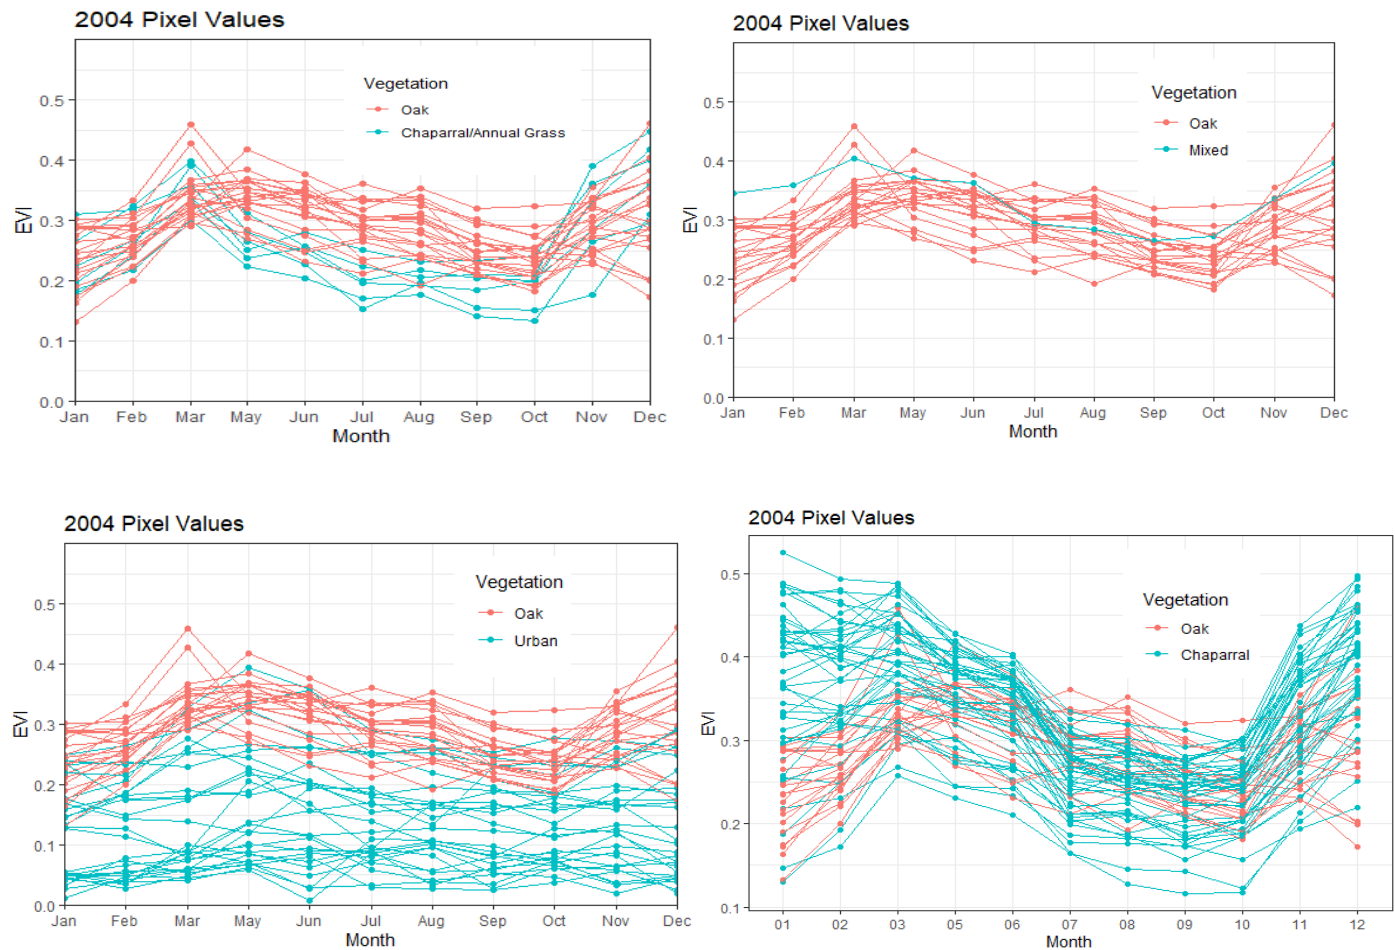 2004 Pixel Values
Vegetation
Oak
Chaparral/Annual Grass
EVI
0.5
0.4
0.3
0.2
0.1
0.0
Jan Feb Mar May Jun Jul Aug Sep Oct Nov Dec
Month
2004 Pixel Values
Vegetation
Oak
Mixed
EVI
0.5
0.4
0.3
0.2
0.1
0.0
Jan Feb Mar May Jun Jul Aug Sep Oct Nov Dec
Month
2004 Pixel Values
Vegetation
Oak
Urban
EVI
0.5
0.4
0.3
0.2
0.1
0.0
Jan Feb Mar May Jun Jul Aug Sep Oct Nov Dec
Month
2004 Pixel Values
Vegetation
Oak
Chaparral
EVI
0.5
0.4
0.3
0.2
0.1
01 02 03 05 06 07 08 09 10 11 12
Month